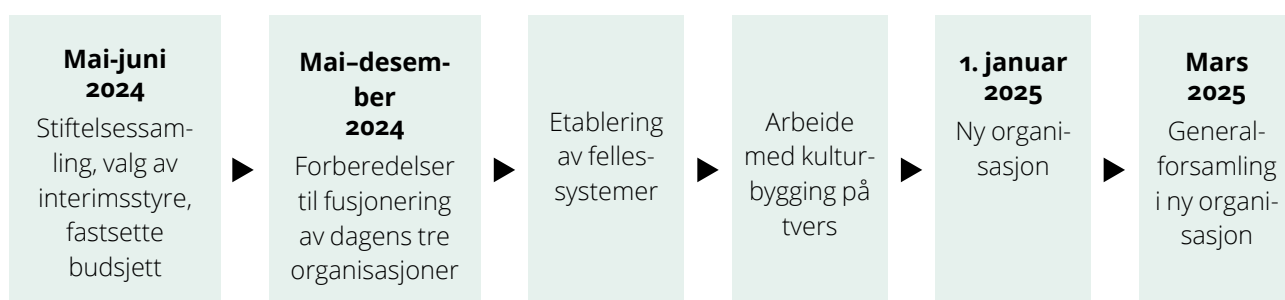 Mai-juni
2024
Stiftelsessam-
ling, valg av
interimsstyre,
fastsette
budsjett
Mai–desem-
ber
2024
Forberedelser
til fusjonering
av dagens tre
organisasjoner
Etablering
av felles-
systemer
Arbeide
med kultur-
bygging på
tvers
1. januar
2025
Ny organi-
sasjon
Mars
2025
General-
forsamling
i ny organi-
sasjon